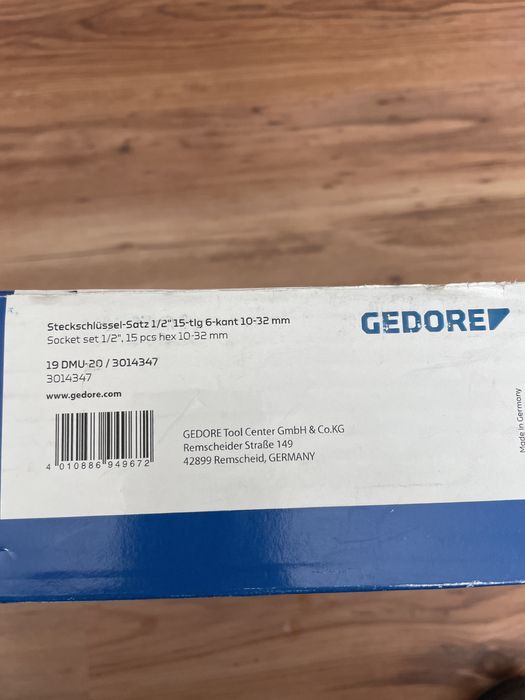 Steckschlüssel-Satz 1/2" 15-tlg 6-kant 10-32 mm
Socket set 1/2", 15 pcs hex 10-32 mm
GEDORE
19 DMU-20 / 3014347
3014347
www.gedore.com
4 010886 949672
GEDORE Tool Center GmbH & Co.KG
Remscheider Straße 149
42899 Remscheid, GERMANY
Made in Germany